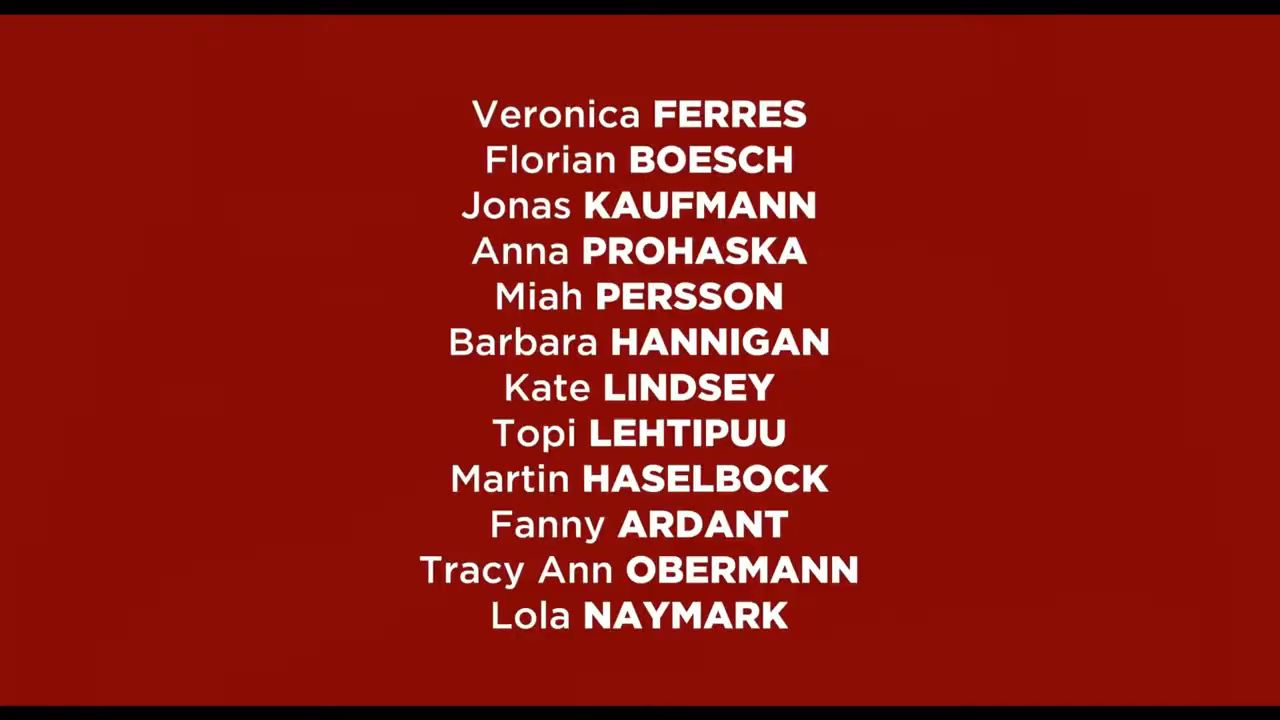 Veronica FERRES
Florian BOESCH
Jonas KAUFMANN
Anna PROHASKA
Miah PERSSON
Barbara HANNIGAN
Kate LINDSEY
Topi LEHTIPUU
Martin HASELBOCK
Fanny ARDANT
Tracy Ann OBERMANN
Lola NAYMARK